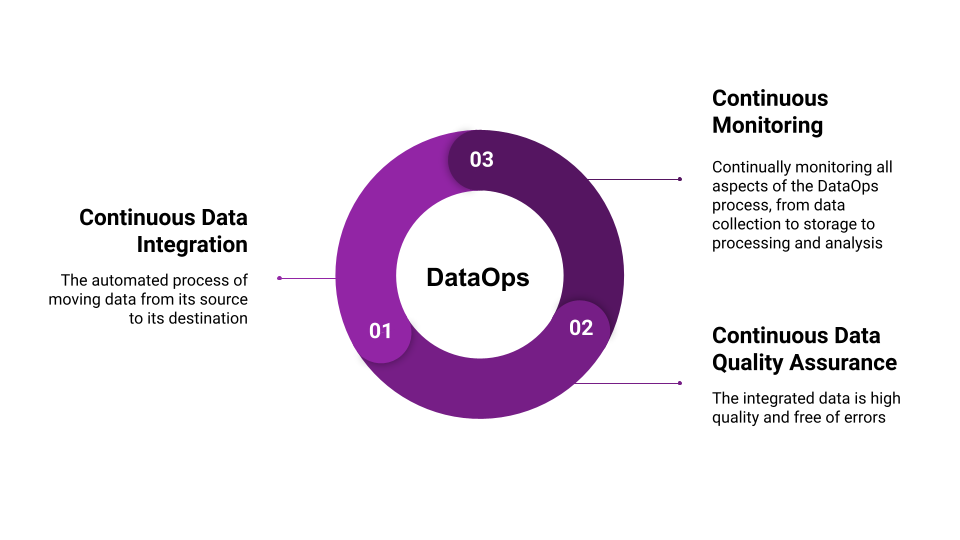 Continuous Data
Integration
The automated process of
moving data from its source
to its destination
01
02
03
DataOps
Continuous
Monitoring
Continually monitoring all
aspects of the DataOps
process, from data
collection to storage to
processing and analysis
Continuous Data
Quality Assurance
The integrated data is high
quality and free of errors